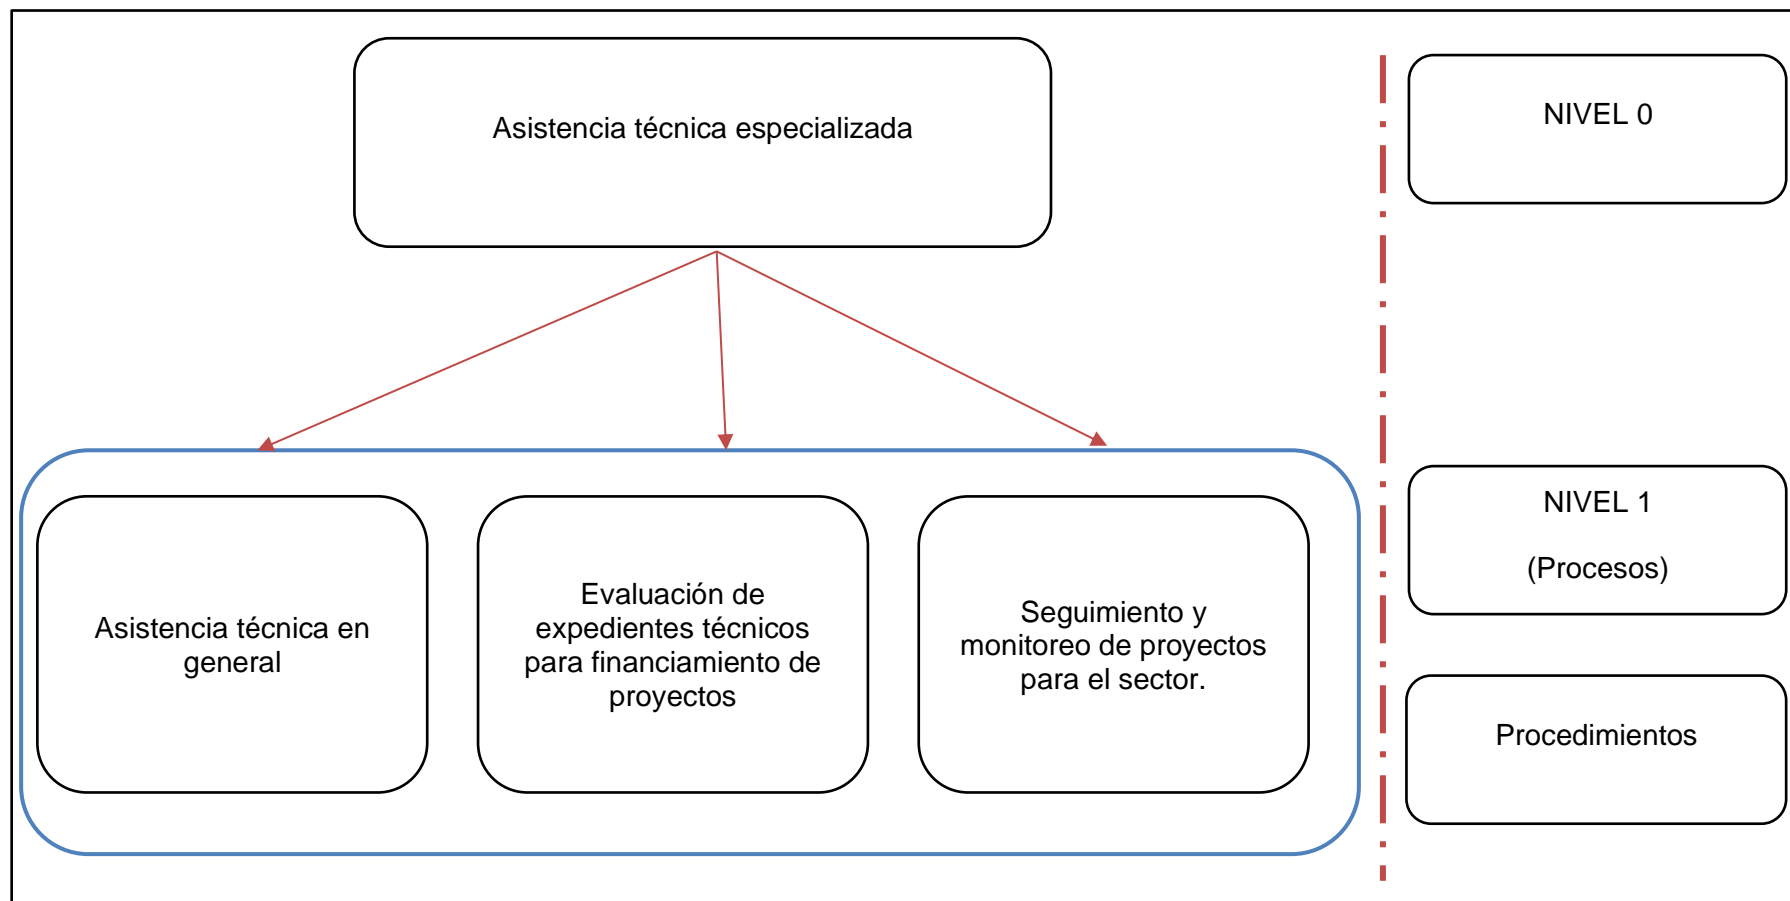 Asistencia técnica especializada
NIVEL 0
Asistencia técnica en
general
Evaluación de
expedientes técnicos
para financiamiento de
proyectos
Seguimiento y
monitoreo de proyectos
para el sector.
NIVEL 1
(Procesos)
Procedimientos